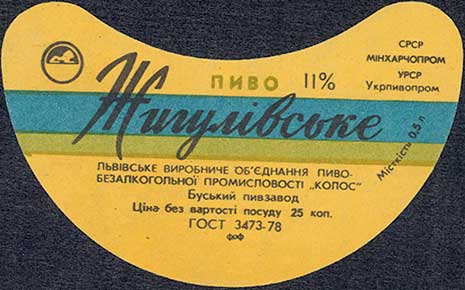 СРСР
МІНХАРЧОПРОМ
УРСР
Укрпивопром
ПИВО 11%
Жигулівське
Місткість 0,5 л
ЛЬВІВСЬКЕ ВИРОБНИЧЕ ОБ'ЄДНАННЯ ПИВО-
БЕЗАЛКОГОЛЬНОЇ ПРОМИСЛОВОСТІ „КОЛОС"
Буський пивзавод
Ціна без вартості посуду 25 коп.
ГОСТ 3473-78